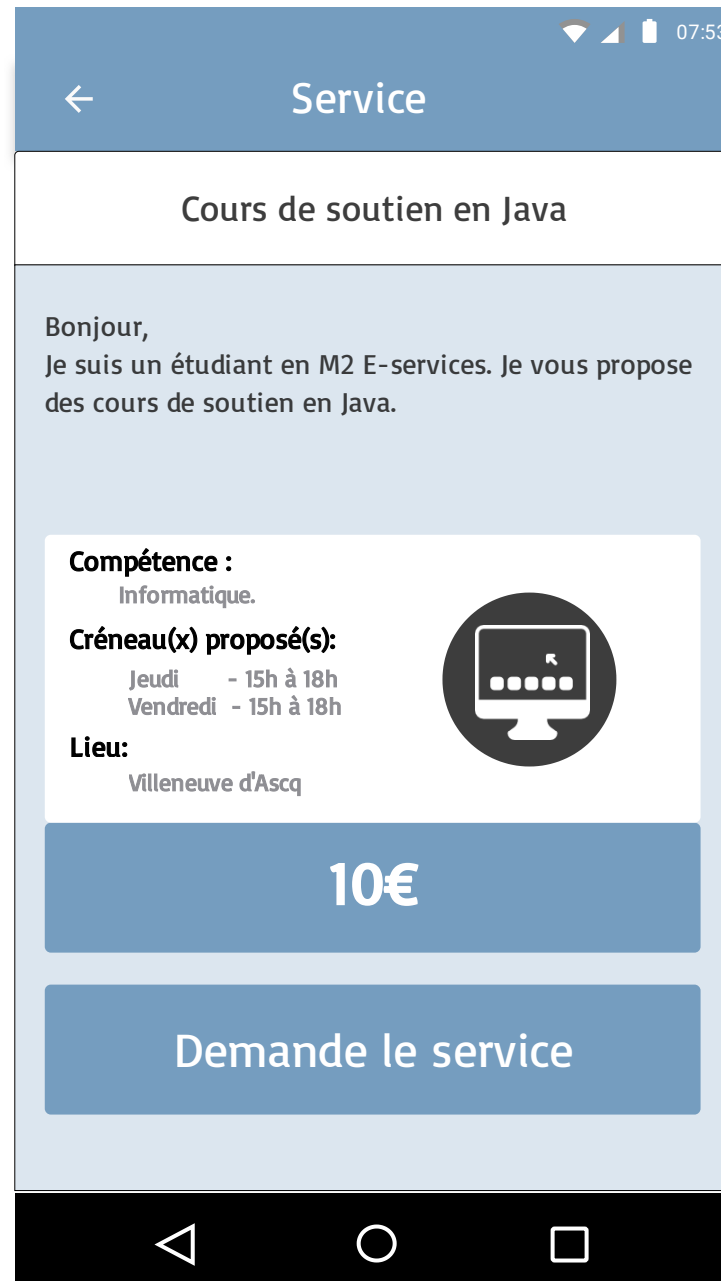 07:53
Service
Cours de soutien en Java
Bonjour,
Je suis un étudiant en M2 E-services. Je vous propose
des cours de soutien en Java.
Compétence :
Informatique.
Créneau(x) proposé(s):
Jeudi - 15h à 18h
Vendredi - 15h à 18h
Lieu:
Villeneuve d'Ascq
10€
Demande le service